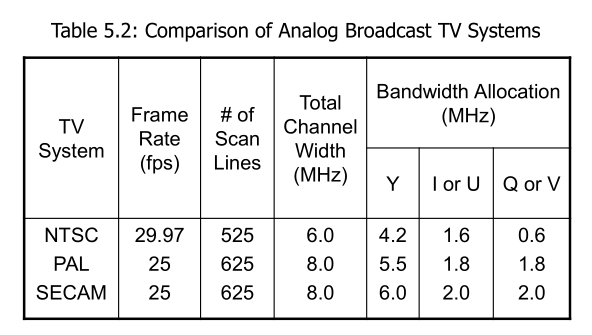 Table 5.2: Comparison of Analog Broadcast TV Systems
TV System
Frame Rate (fps)
# of Scan Lines
Total Channel Width (MHz)
Bandwidth Allocation (MHz)
Y
I or U
Q or V
NTSC 29.97 525 6.0 4.2 1.6 0.6
PAL 25 625 8.0 5.5 1.8 1.8
SECAM 25 625 8.0 6.0 2.0 2.0